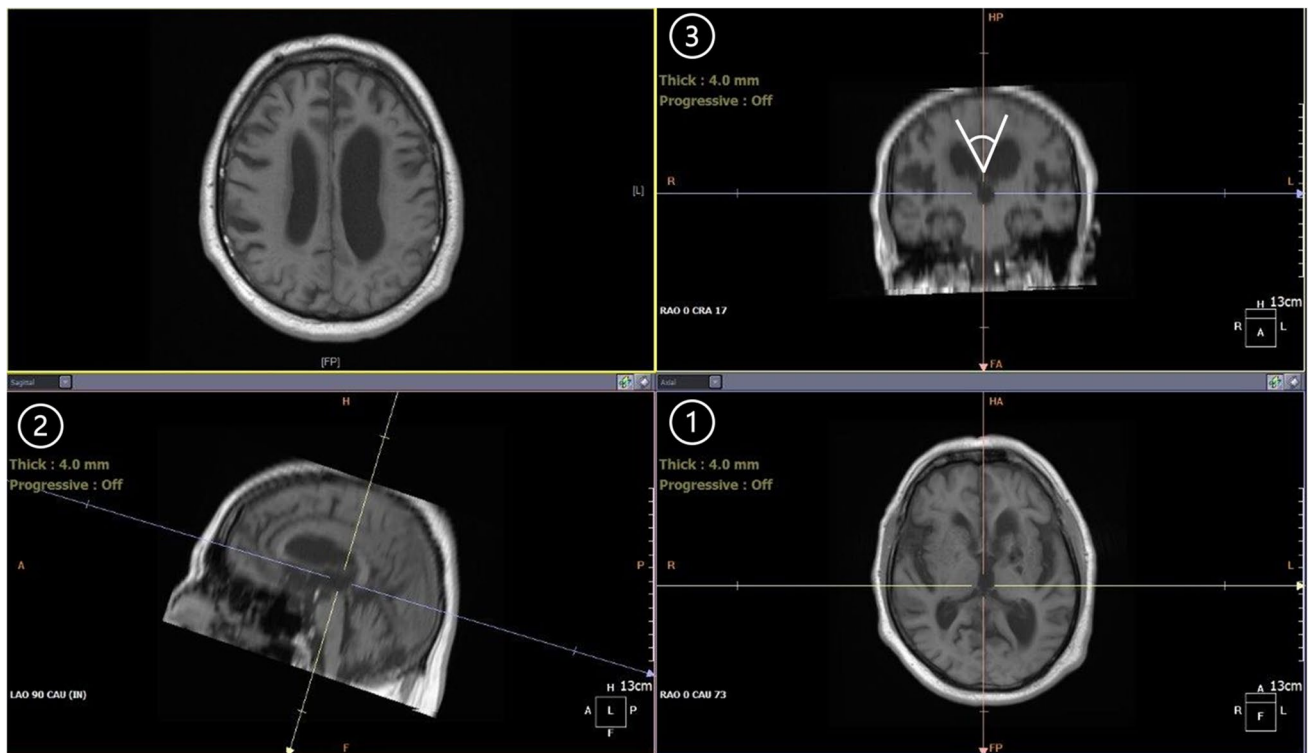 [L]
[FP]
3
HP
Thick : 4.0 mm
Progressive : Off
R
L
RAO 0 CRA 17
H 13cm
R A L
FA
Sagittal
Axial
2
H
Thick : 4.0 mm
Progressive : Off
A
P
LAO 90 CAU (IN)
H 13cm
A L P
F
F
1
HA
Thick : 4.0 mm
Progressive : Off
R
L
RAO 0 CAU 73
A 13cm
R F L
FP